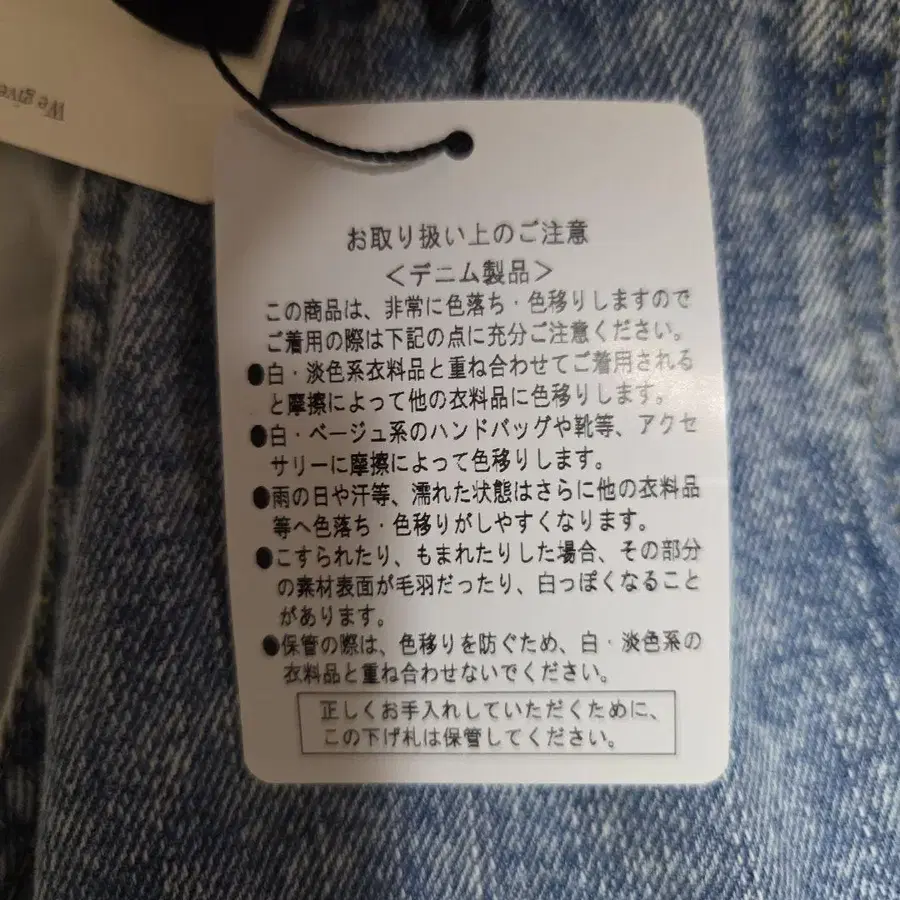 We give
お取り扱い上のご注意
＜デニム製品＞
この商品は、非常に色落ち・色移りしますので
ご着用の際は下記の点に充分ご注意ください。
●白・淡色系衣料品と重ね合わせてご着用される
と摩擦によって他の衣料品に色移りします。
●白・ベージュ系のハンドバッグや靴等、アクセ
サリーに摩擦によって色移りします。
●雨の日や汗等、濡れた状態はさらに他の衣料品
等へ色落ち・色移りがしやすくなります。
●こすられたり、もまれたりした場合、その部分
の素材表面が毛羽だったり、白っぽくなること
があります。
●保管の際は、色移りを防ぐため、白・淡色系の
衣料品と重ね合わせないでください。
正しくお手入れしていただくために、
この下げ札は保管してください。